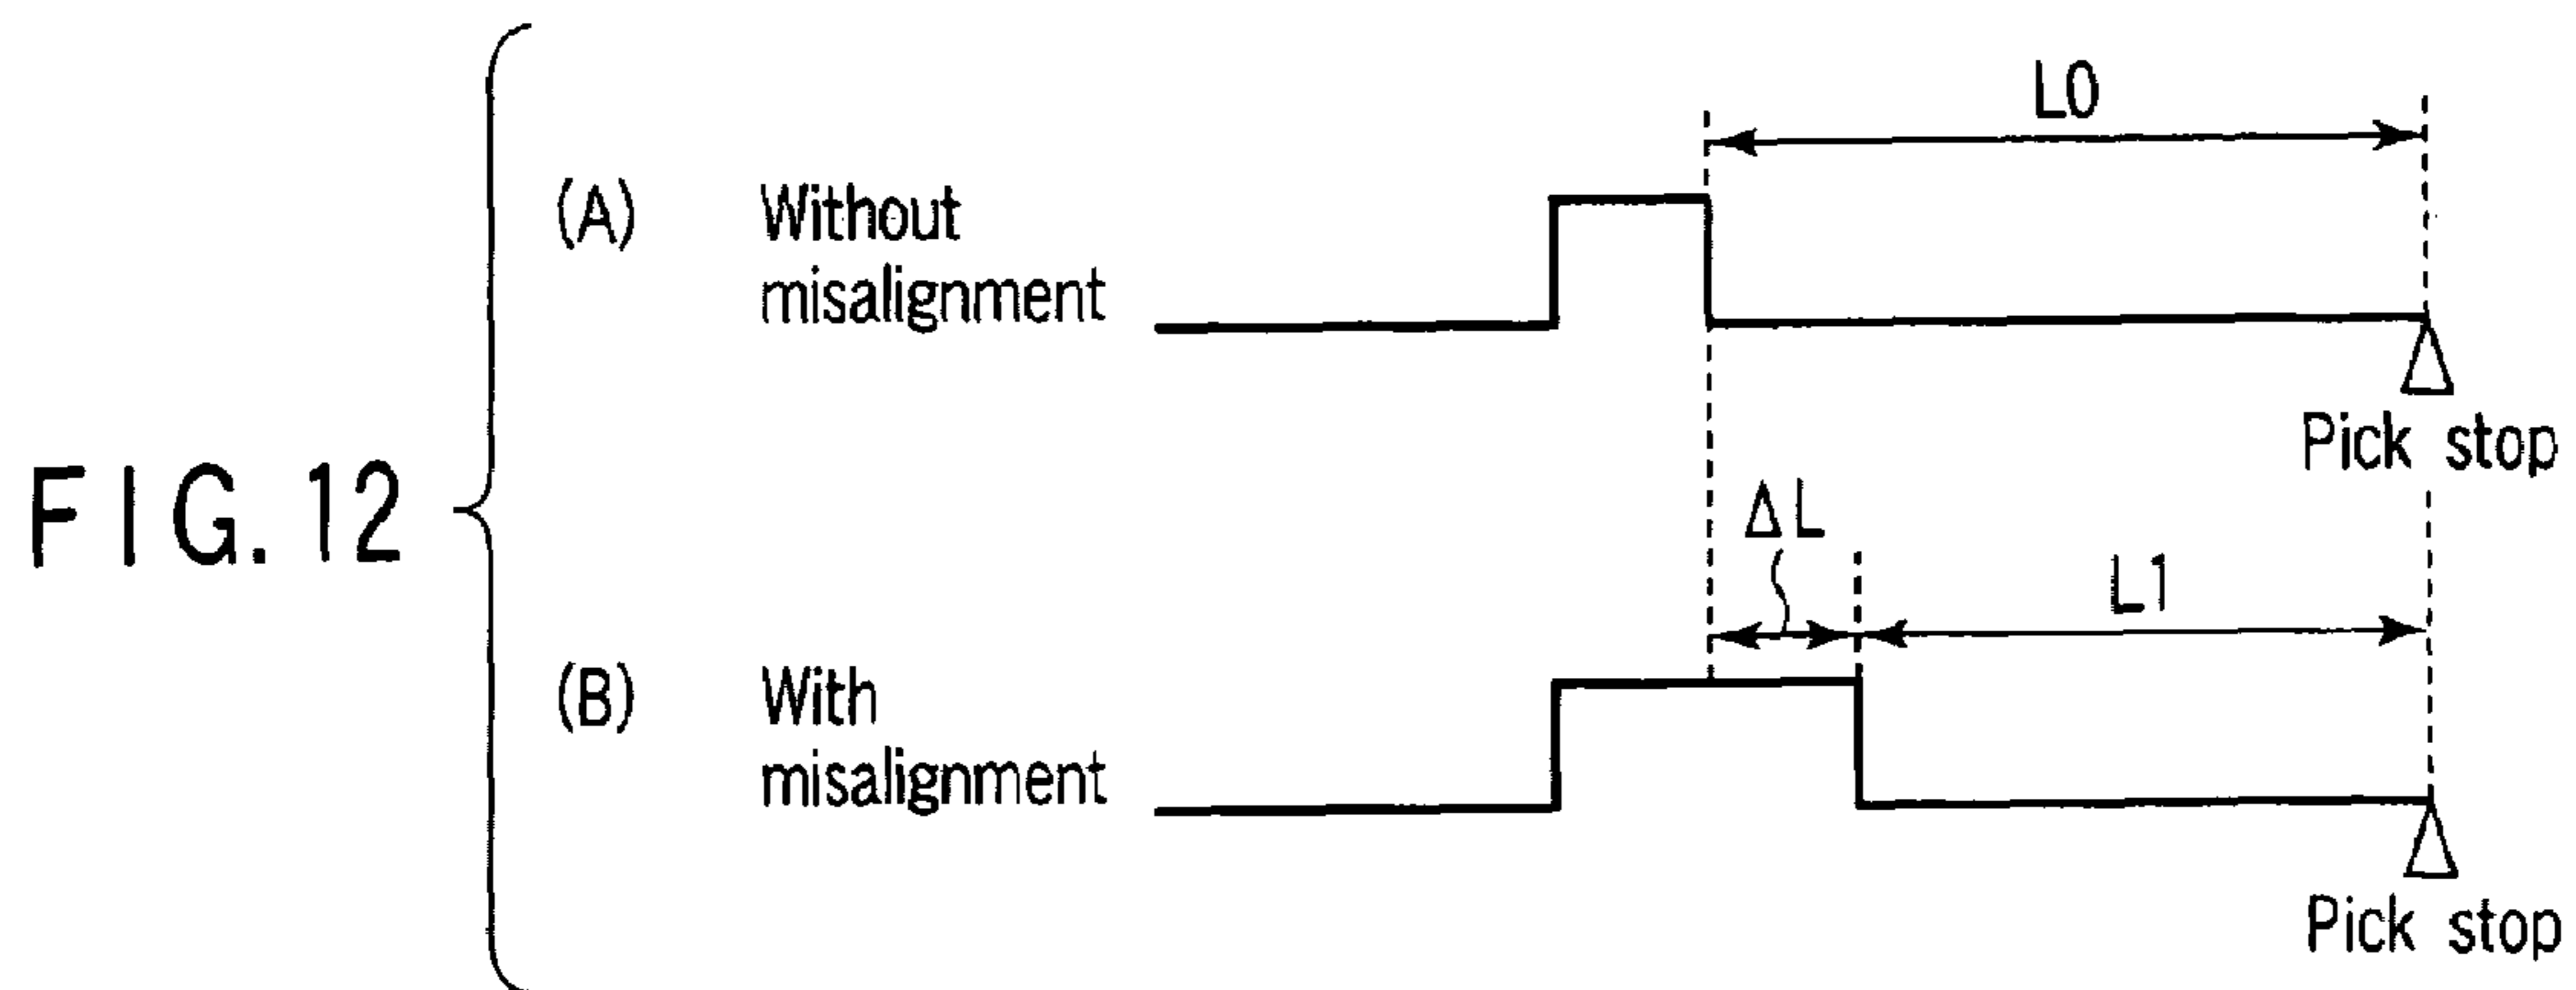 FIG. 12
(A) Without
misalignment
L0
Pick stop
ΔL
L1
(B) With
misalignment
Pick stop